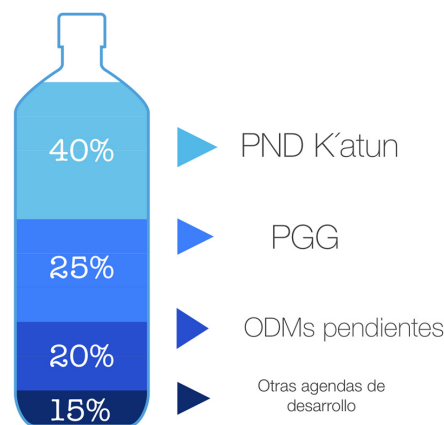 40%
PND K´atun
25%
PGG
20%
ODMs pendientes
15%
Otras agendas de
desarrollo